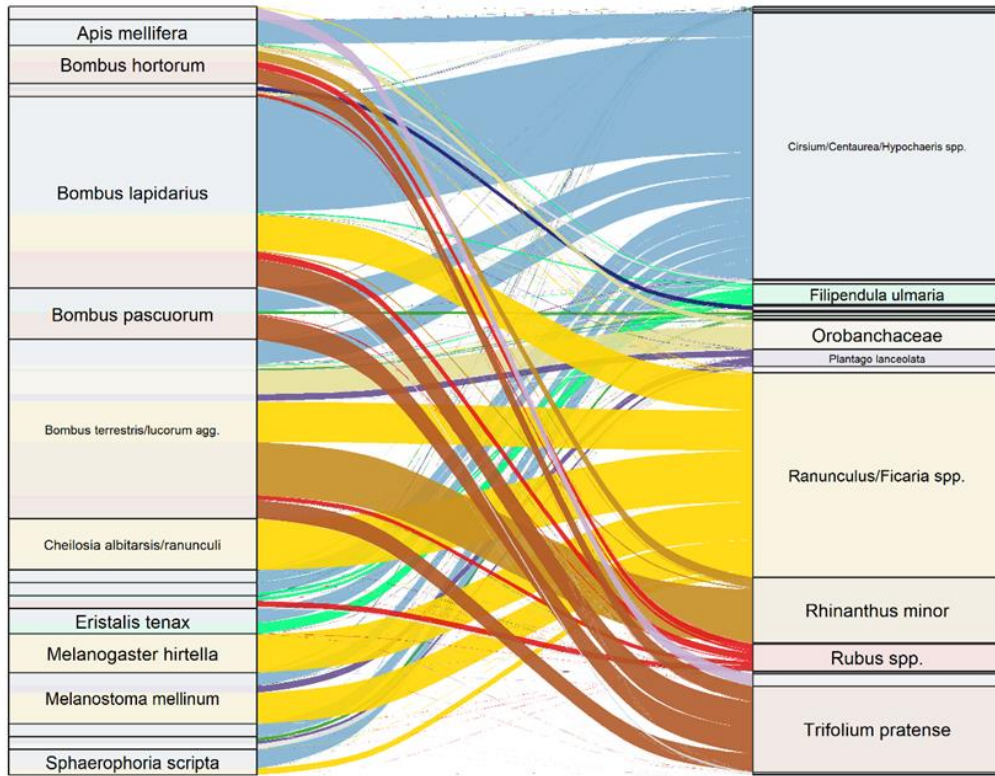 Apis mellifera
Bombus hortorum
Bombus lapidarius
Bombus pascuorum
Bombus terrestris/lucorum agg.
Cheilosia albitarsis/ranunculi
Eristalis tenax
Melanogaster hirtella
Melanostoma mellinum
Sphaerophoria scripta
Cirsium/Centaurea/Hypochaeris spp.
Filipendula ulmaria
Orobanchaceae
Plantago lanceolata
Ranunculus/Ficaria spp.
Rhinanthus minor
Rubus spp.
Trifolium pratense